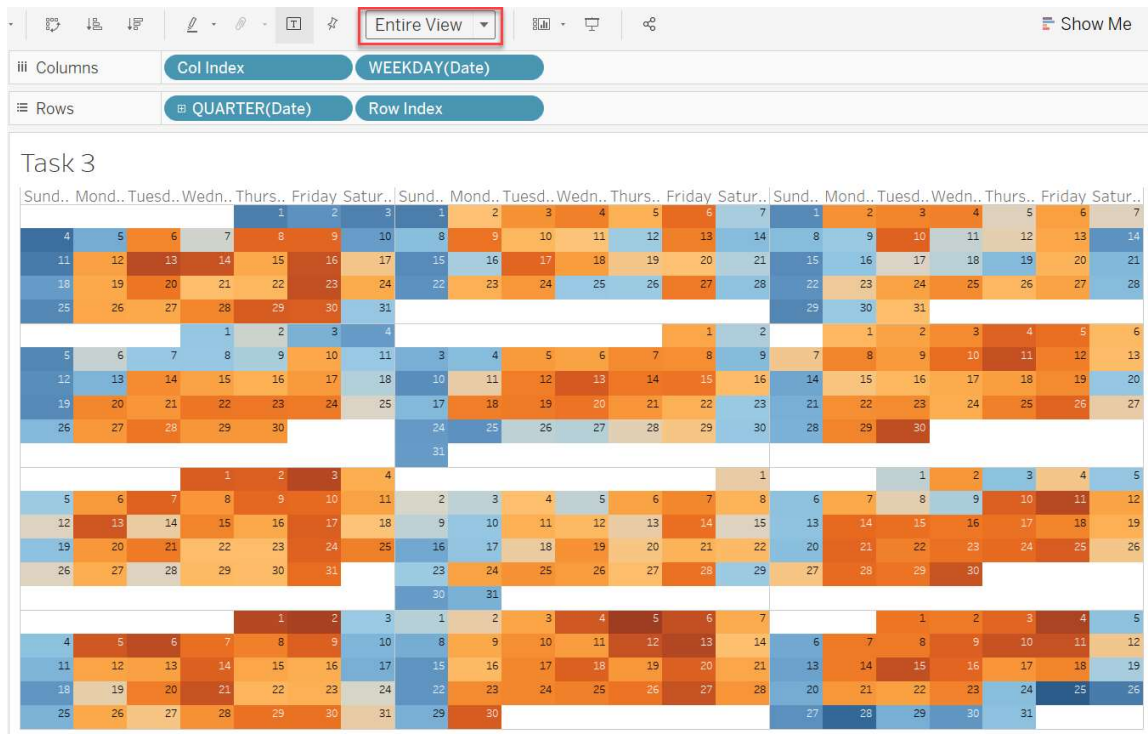 Entire View Show Me
Columns Col Index WEEKDAY(Date)
Rows QUARTER(Date) Row Index
Task 3
Sund.. Mond.. Tuesd.. Wedn.. Thurs.. Friday Satur.. Sund.. Mond.. Tuesd.. Wedn.. Thurs.. Friday Satur.. Sund.. Mond.. Tuesd.. Wedn.. Thurs.. Friday Satur..
1 2 3 1 2 3 4 5 6 7 1 2 3 4 5 6 7
4 5 6 7 8 9 10 8 9 10 11 12 13 14 8 9 10 11 12 13 14
11 12 13 14 15 16 17 15 16 17 18 19 20 21 15 16 17 18 19 20 21
18 19 20 21 22 23 24 22 23 24 25 26 27 28 22 23 24 25 26 27 28
25 26 27 28 29 30 31 29 30 31
1 2 3 4 1 2 1 2 3 4 5 6
5 6 7 8 9 10 11 3 4 5 6 7 8 9 7 8 9 10 11 12 13
12 13 14 15 16 17 18 10 11 12 13 14 15 16 14 15 16 17 18 19 20
19 20 21 22 23 24 25 17 18 19 20 21 22 23 21 22 23 24 25 26 27
26 27 28 29 30 24 25 26 27 28 29 30 28 29 30
31
1 2 3 4 1 1 2 3 4 5
5 6 7 8 9 10 11 2 3 4 5 6 7 8 6 7 8 9 10 11 12
12 13 14 15 16 17 18 9 10 11 12 13 14 15 13 14 15 16 17 18 19
19 20 21 22 23 24 25 16 17 18 19 20 21 22 20 21 22 23 24 25 26
26 27 28 29 30 31 23 24 25 26 27 28 29 27 28 29 30
30 31
1 2 3 1 2 3 4 5 6 7 1 2 3 4 5
4 5 6 7 8 9 10 8 9 10 11 12 13 14 6 7 8 9 10 11 12
11 12 13 14 15 16 17 15 16 17 18 19 20 21 13 14 15 16 17 18 19
18 19 20 21 22 23 24 22 23 24 25 26 27 28 20 21 22 23 24 25 26
25 26 27 28 29 30 31 29 30 27 28 29 30 31